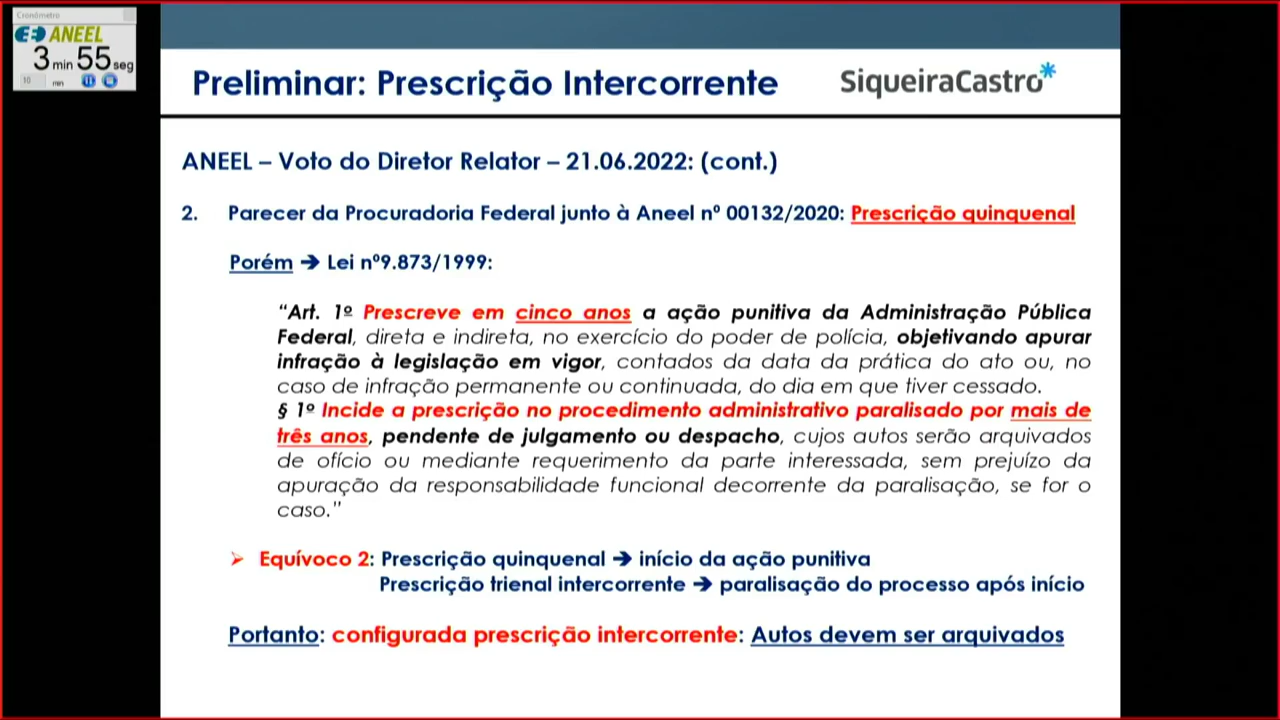 Cronômetro
ANEEL
3 min 55 seg
10 min
Preliminar: Prescrição Intercorrente
SiqueiraCastro
ANEEL – Voto do Diretor Relator – 21.06.2022: (cont.)
2. Parecer da Procuradoria Federal junto à Aneel nº 00132/2020: Prescrição quinquenal
Porém ➔ Lei nº9.873/1999:
“Art. 1º Prescreve em cinco anos a ação punitiva da Administração Pública
Federal, direta e indireta, no exercício do poder de polícia, objetivando apurar
infração à legislação em vigor, contados da data da prática do ato ou, no
caso de infração permanente ou continuada, do dia em que tiver cessado.
§ 1º Incide a prescrição no procedimento administrativo paralisado por mais de
três anos, pendente de julgamento ou despacho, cujos autos serão arquivados
de ofício ou mediante requerimento da parte interessada, sem prejuízo da
apuração da responsabilidade funcional decorrente da paralisação, se for o
caso.”
➢ Equívoco 2: Prescrição quinquenal ➔ início da ação punitiva
Prescrição trienal intercorrente ➔ paralisação do processo após início
Portanto: configurada prescrição intercorrente: Autos devem ser arquivados